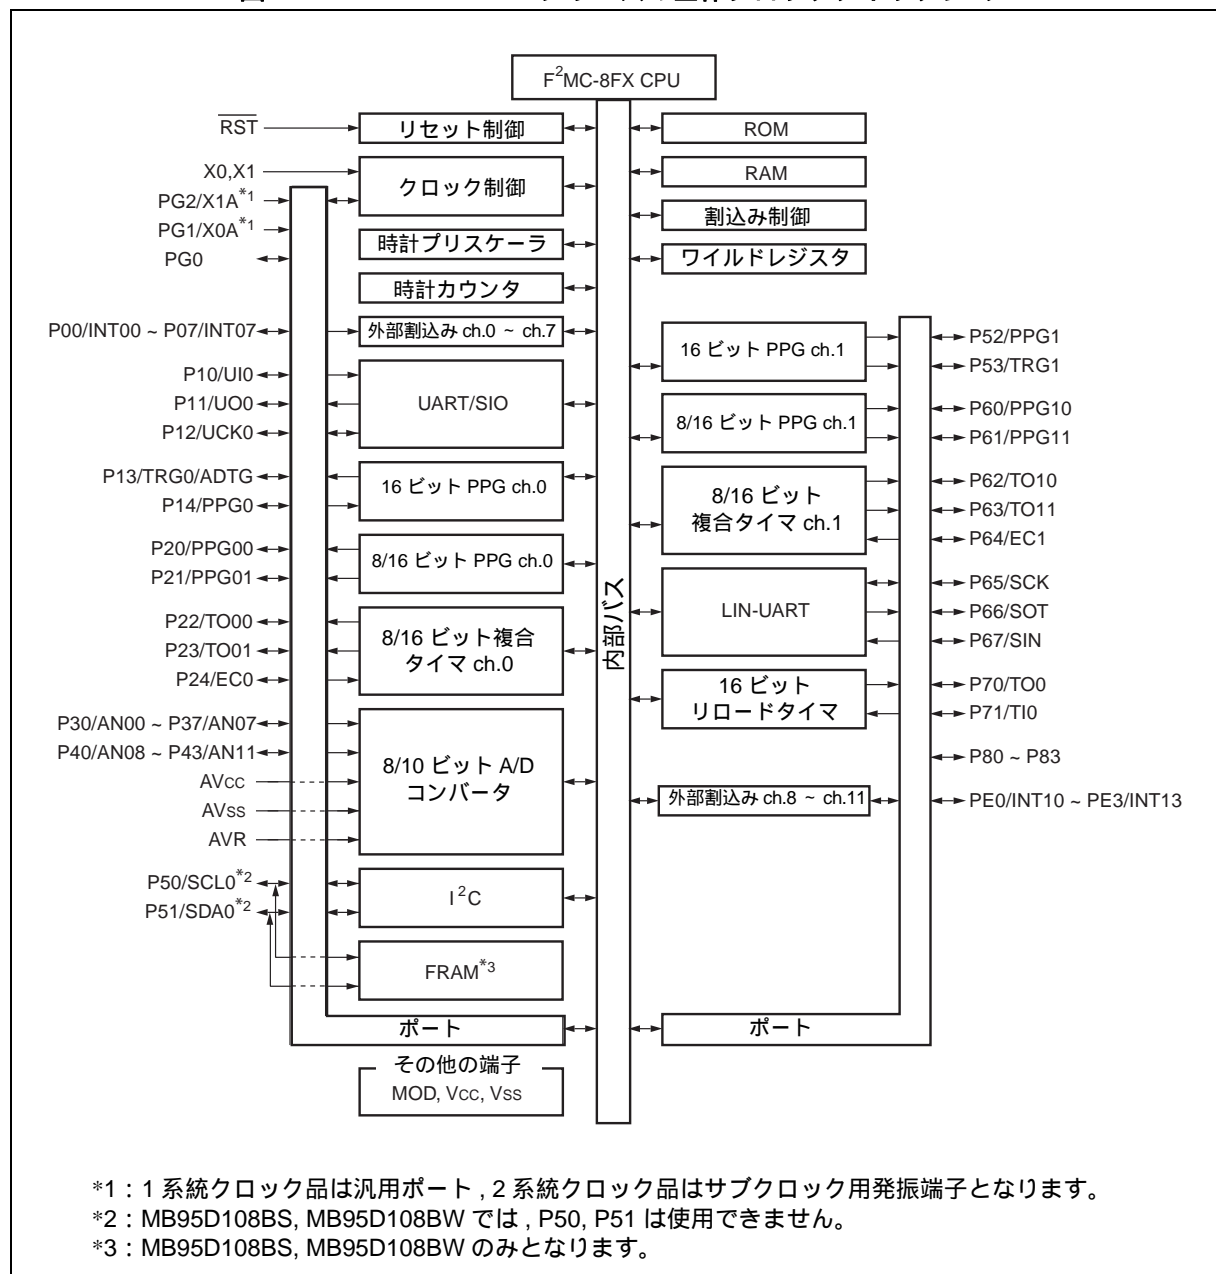 F²MC-8FX CPU
RST
リセット制御
ROM
X0,X1
クロック制御
RAM
PG2/X1A*1
PG1/X0A*1
割込み制御
PG0
時計プリスケーラ
ワイルドレジスタ
時計カウンタ
P00/INT00 ~ P07/INT07
外部割込み ch.0 ~ ch.7
P10/UI0
P11/UO0
P12/UCK0
UART/SIO
P13/TRG0/ADTG
P14/PPG0
16 ビット PPG ch.0
P20/PPG00
P21/PPG01
8/16 ビット PPG ch.0
P22/TO00
P23/TO01
P24/EC0
8/16 ビット複合
タイマ ch.0
P30/AN00 ~ P37/AN07
P40/AN08 ~ P43/AN11
AVcc
AVss
AVR
8/10 ビット A/D
コンバータ
P50/SCL0*2
P51/SDA0*2
I²C
FRAM*3
ポート
その他の端子
MOD, Vcc, Vss
内部バス
16 ビット PPG ch.1
P52/PPG1
P53/TRG1
8/16 ビット PPG ch.1
P60/PPG10
P61/PPG11
8/16 ビット
複合タイマ ch.1
P62/TO10
P63/TO11
P64/EC1
LIN-UART
P65/SCK
P66/SOT
P67/SIN
16 ビット
リロードタイマ
P70/TO0
P71/TI0
P80 ~ P83
外部割込み ch.8 ~ ch.11
PE0/INT10 ~ PE3/INT13
ポート
*1 : 1 系統クロック品は汎用ポート , 2 系統クロック品はサブクロック用発振端子となります。
*2 : MB95D108BS, MB95D108BW では , P50, P51 は使用できません。
*3 : MB95D108BS, MB95D108BW のみとなります。